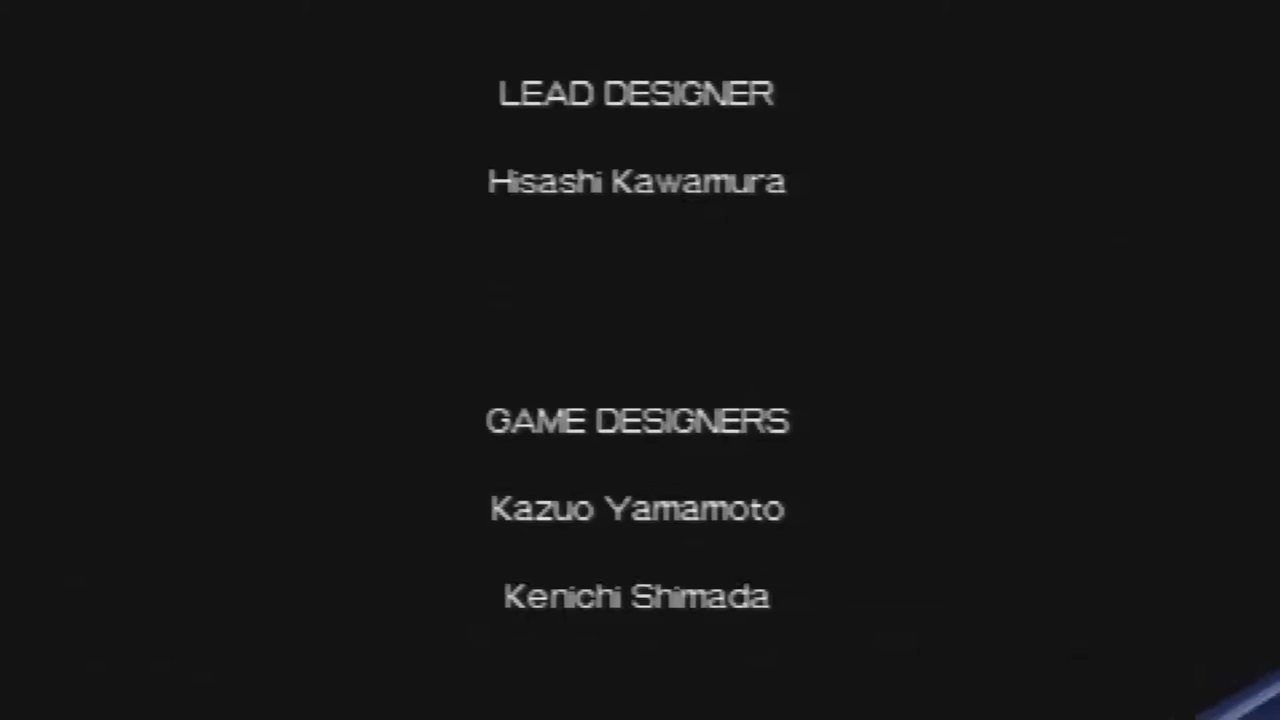 LEAD DESIGNER
Hisashi Kawamura
GAME DESIGNERS
Kazuo Yamamoto
Kenichi Shimada